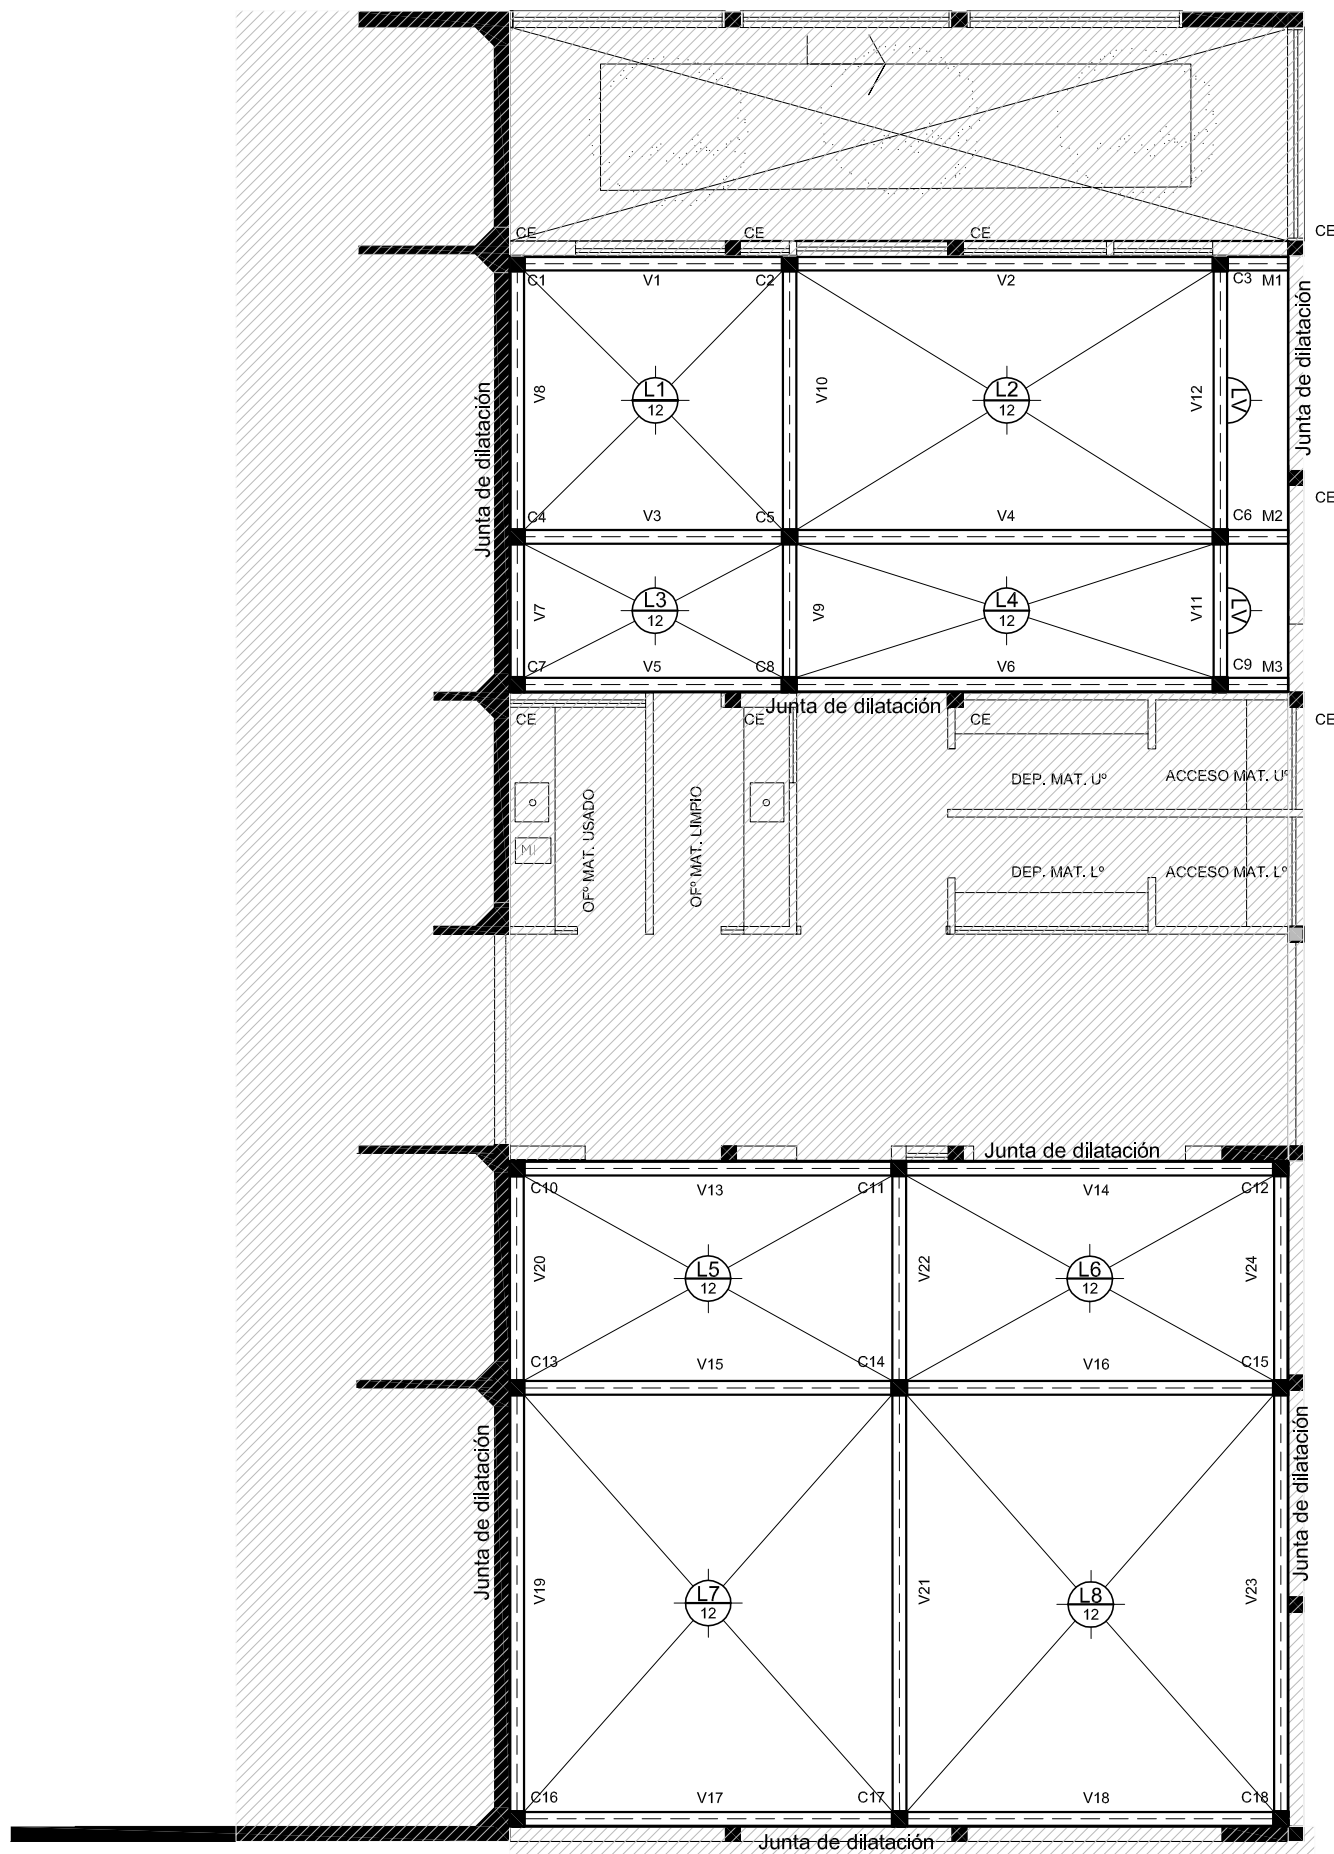 CE CE CE CE
C1 V1 C2 V2 C3 M1
Junta de dilatación
Junta de dilatación
V8 L1 12 V10 L2 12 V12 LV
CE
C4 V3 C5 V4 C6 M2
V7 L3 12 V9 L4 12 V11 LV
C7 V5 C8 V6 C9 M3
Junta de dilatación
CE CE CE CE
DEP. MAT. Uº ACCESO MAT. Uº
OFº MAT. USADO
OFº MAT. LIMPIO
DEP. MAT. Lº ACCESO MAT. Lº
Junta de dilatación
C10 V13 C11 V14 C12
V20 L5 12 V22 L6 12 V24
C13 V15 C14 V16 C15
Junta de dilatación
Junta de dilatación
V19 L7 12 V21 L8 12 V23
C16 V17 C17 V18 C18
Junta de dilatación